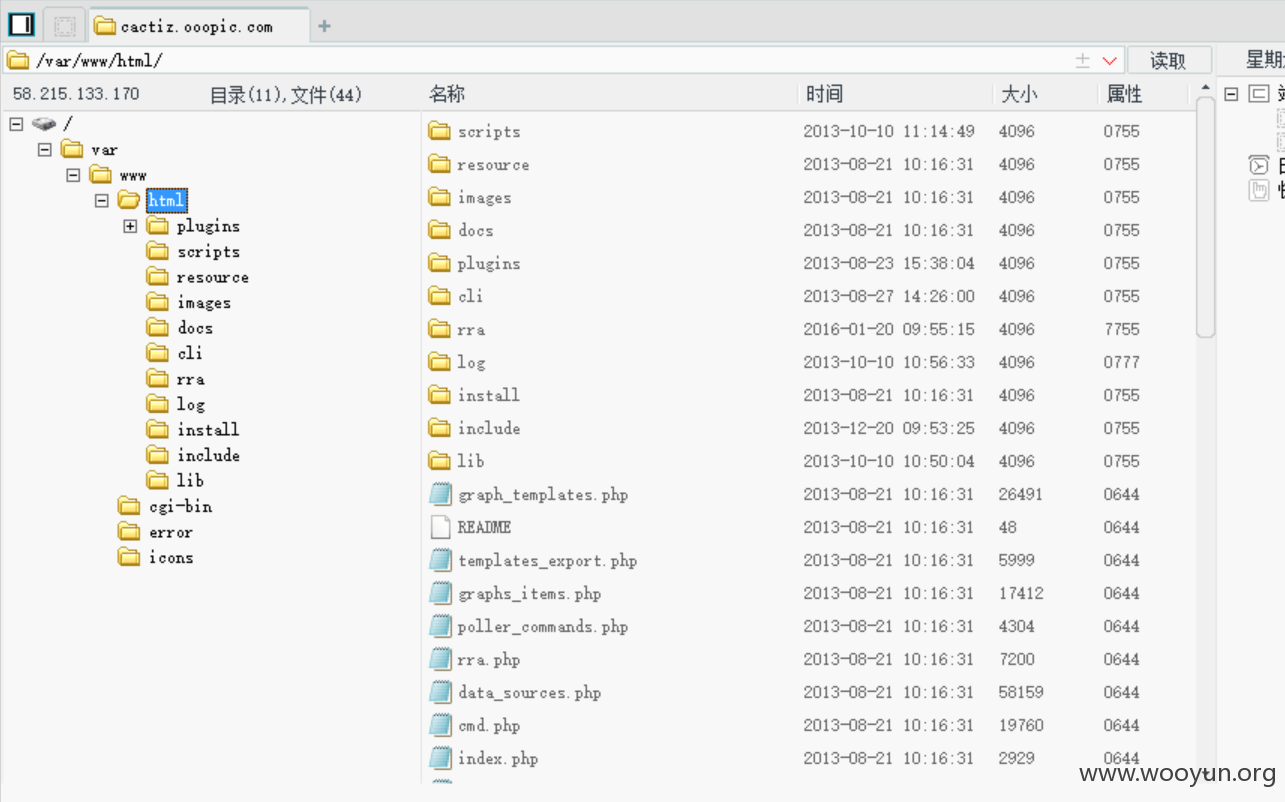 cactiz.ooopic.com +
/var/www/html/ 读取
58.215.133.170 目录(11),文件(44) 名称 时间 大小 属性
/
var
www
html
plugins
scripts
resource
images
docs
cli
rra
log
install
include
lib
cgi-bin
error
icons
scripts 2013-10-10 11:14:49 4096 0755
resource 2013-08-21 10:16:31 4096 0755
images 2013-08-21 10:16:31 4096 0755
docs 2013-08-21 10:16:31 4096 0755
plugins 2013-08-23 15:38:04 4096 0755
cli 2013-08-27 14:26:00 4096 0755
rra 2016-01-20 09:55:15 4096 7755
log 2013-10-10 10:56:33 4096 0777
install 2013-08-21 10:16:31 4096 0755
include 2013-12-20 09:53:25 4096 0755
lib 2013-10-10 10:50:04 4096 0755
graph_templates.php 2013-08-21 10:16:31 26491 0644
README 2013-08-21 10:16:31 48 0644
templates_export.php 2013-08-21 10:16:31 5999 0644
graphs_items.php 2013-08-21 10:16:31 17412 0644
poller_commands.php 2013-08-21 10:16:31 4304 0644
rra.php 2013-08-21 10:16:31 7200 0644
data_sources.php 2013-08-21 10:16:31 58159 0644
cmd.php 2013-08-21 10:16:31 19760 0644
index.php 2013-08-21 10:16:31 2929 0644
星期
www.wooyun.org